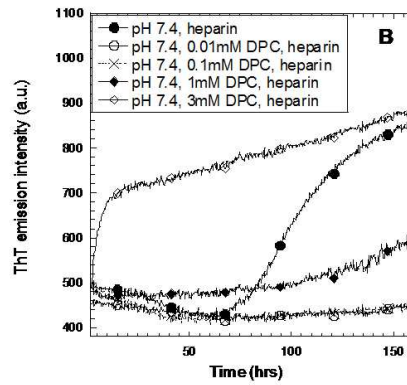 1100
1000
900
800
700
600
500
400
ThT emission intensity (a.u.)
B
pH 7.4, heparin
pH 7.4, 0.01mM DPC, heparin
pH 7.4, 0.1mM DPC, heparin
pH 7.4, 1mM DPC, heparin
pH 7.4, 3mM DPC, heparin
50 100 150
Time (hrs)